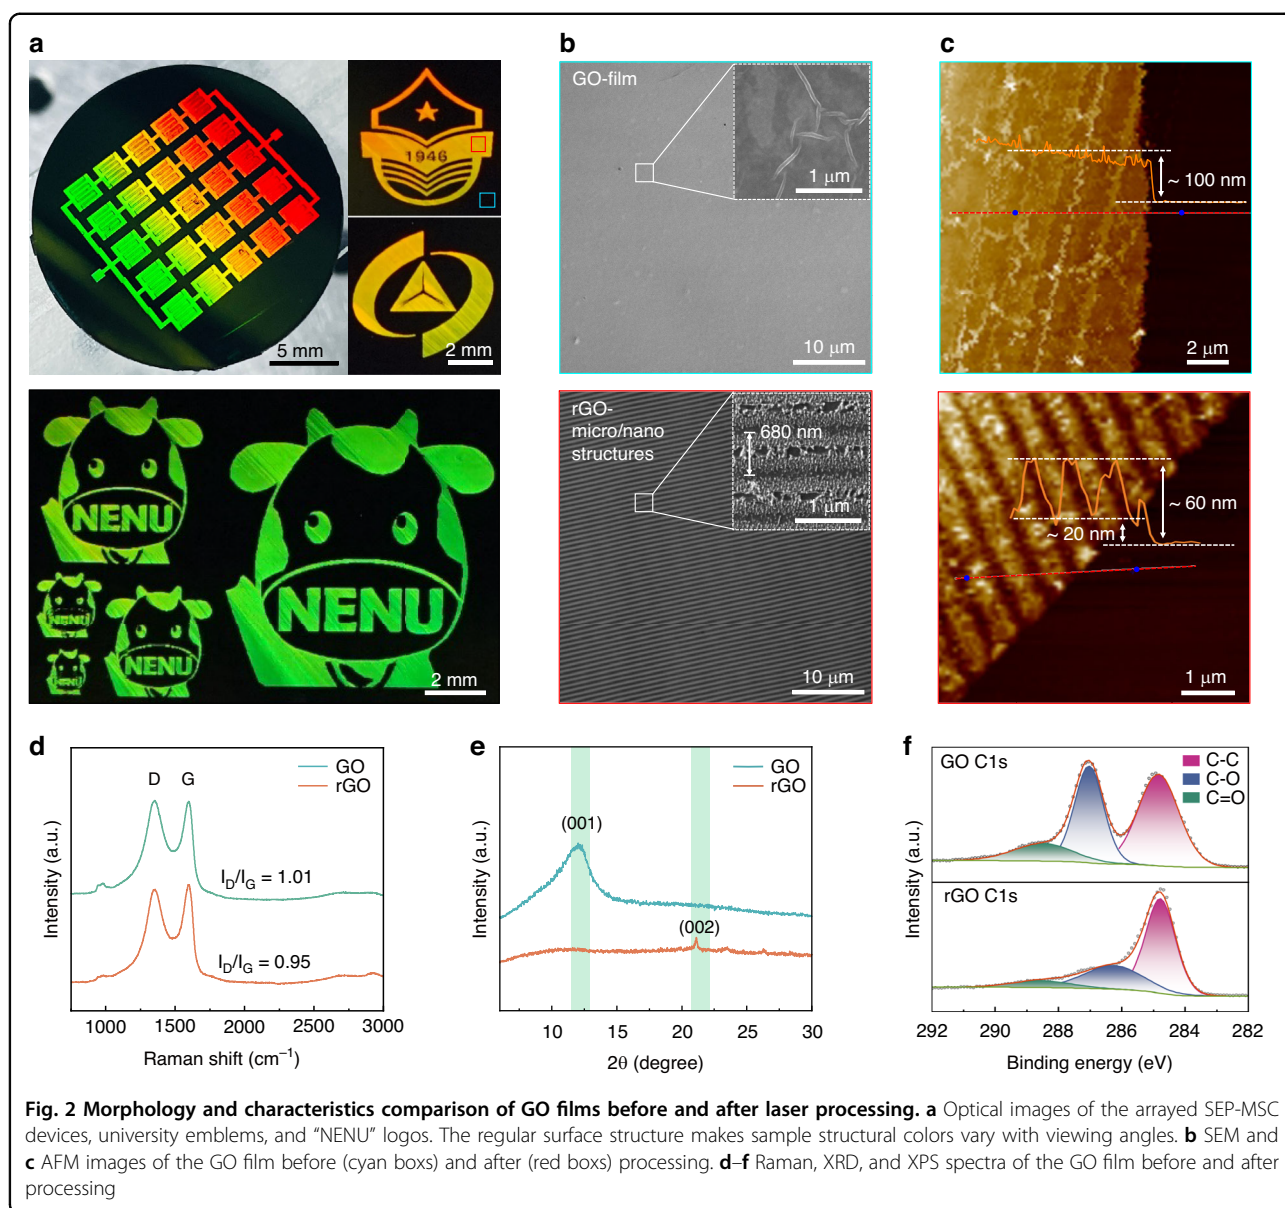 a
1946
5 mm
2 mm
NENU
NENU
NENU
NENU
2 mm
b
GO-film
1 μm
10 μm
rGO-
micro/nano
structures
680 nm
1 μm
10 μm
c
~ 100 nm
2 μm
~ 60 nm
~ 20 nm
1 μm
d
GO
rGO
D G
I_D/I_G = 1.01
I_D/I_G = 0.95
Intensity (a.u.)
1000 1500 2000 2500 3000
Raman shift (cm⁻¹)
e
GO
rGO
(001)
(002)
Intensity (a.u.)
10 15 20 25 30
2θ (degree)
f
GO C1s
C-C
C-O
C=O
rGO C1s
Intensity (a.u.)
292 290 288 286 284 282
Binding energy (eV)
Fig. 2 Morphology and characteristics comparison of GO films before and after laser processing. a Optical images of the arrayed SEP-MSC
devices, university emblems, and “NENU” logos. The regular surface structure makes sample structural colors vary with viewing angles. b SEM and
c AFM images of the GO film before (cyan boxs) and after (red boxs) processing. d–f Raman, XRD, and XPS spectra of the GO film before and after
processing